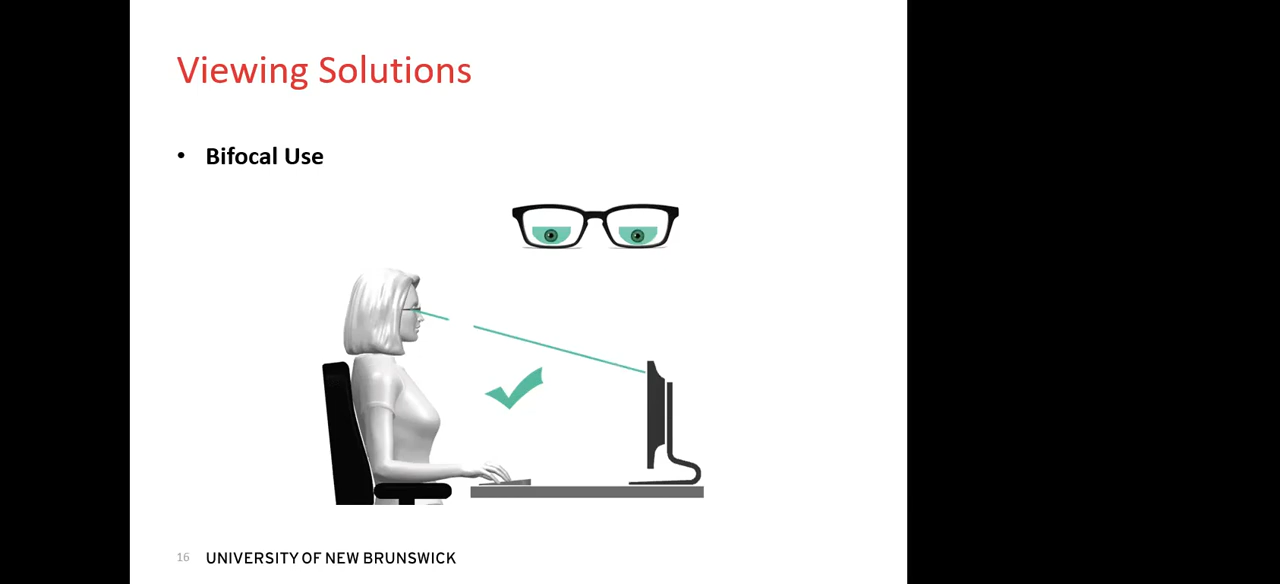 Viewing Solutions
• Bifocal Use
16 UNIVERSITY OF NEW BRUNSWICK